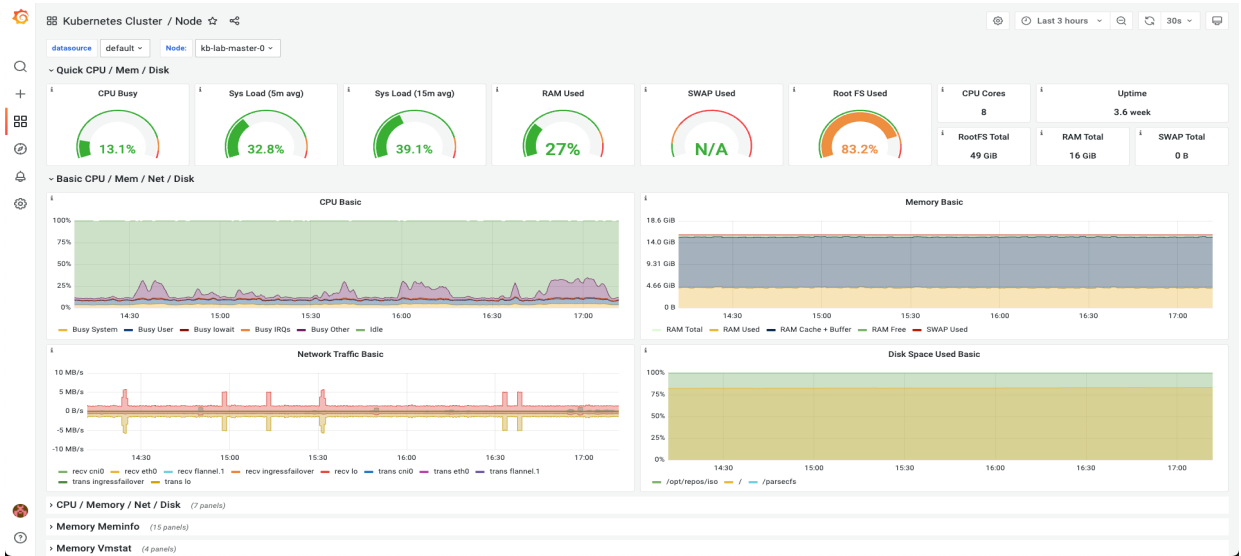 Kubernetes Cluster / Node
Last 3 hours
30s
datasource default Node: kb-lab-master-0
Quick CPU / Mem / Disk
CPU Busy
13.1%
Sys Load (5m avg)
32.8%
Sys Load (15m avg)
39.1%
RAM Used
27%
SWAP Used
N/A
Root FS Used
83.2%
CPU Cores
8
Uptime
3.6 week
RootFS Total
49 GiB
RAM Total
16 GiB
SWAP Total
0 B
Basic CPU / Mem / Net / Disk
CPU Basic
100%
75%
50%
25%
0%
14:30 15:00 15:30 16:00 16:30 17:00
Busy System Busy User Busy Iowait Busy IRQs Busy Other Idle
Memory Basic
18.6 GiB
14.0 GiB
9.31 GiB
4.66 GiB
0 B
14:30 15:00 15:30 16:00 16:30 17:00
RAM Total RAM Used RAM Cache + Buffer RAM Free SWAP Used
Network Traffic Basic
10 MB/s
5 MB/s
0 B/s
-5 MB/s
-10 MB/s
14:30 15:00 15:30 16:00 16:30 17:00
recv cni0 recv eth0 recv flannel.1 recv ingressfailover recv lo trans cni0 trans eth0 trans flannel.1
trans ingressfailover trans lo
Disk Space Used Basic
100%
75%
50%
25%
0%
14:30 15:00 15:30 16:00 16:30 17:00
/opt/repos/iso / /parsecfs
CPU / Memory / Net / Disk (7 panels)
Memory Meminfo (15 panels)
Memory Vmstat (4 panels)